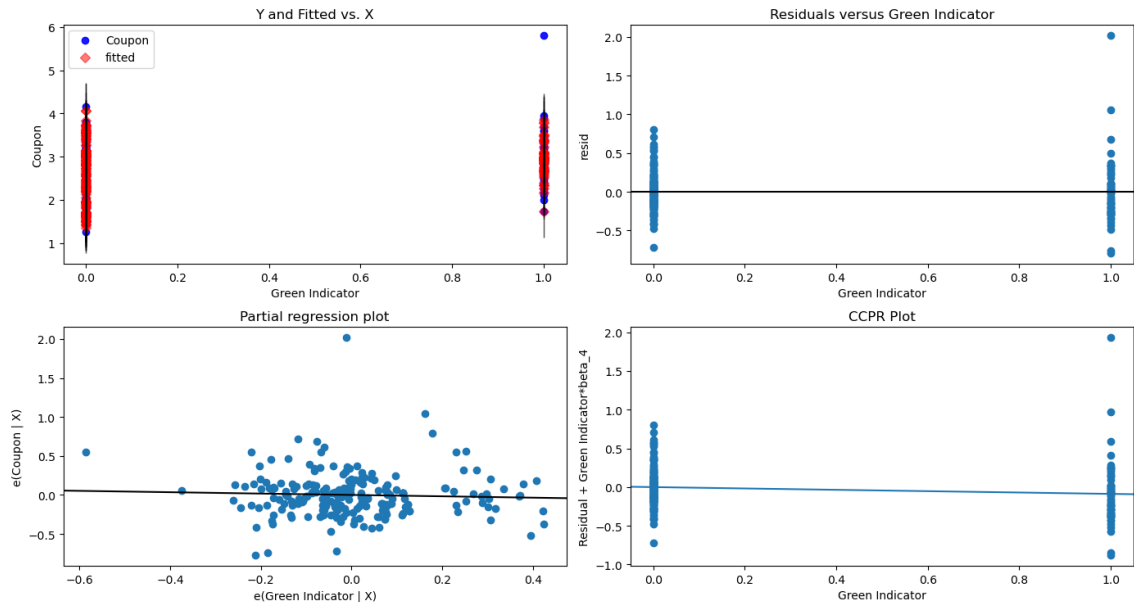 Y and Fitted vs. X
Coupon
fitted
Coupon
6
5
4
3
2
1
0.0 0.2 0.4 0.6 0.8 1.0
Green Indicator
Residuals versus Green Indicator
resid
2.0
1.5
1.0
0.5
0.0
−0.5
0.0 0.2 0.4 0.6 0.8 1.0
Green Indicator
Partial regression plot
e(Coupon | X)
2.0
1.5
1.0
0.5
0.0
−0.5
−0.6 −0.4 −0.2 0.0 0.2 0.4
e(Green Indicator | X)
CCPR Plot
Residual + Green Indicator*beta_4
2.0
1.5
1.0
0.5
0.0
−0.5
−1.0
0.0 0.2 0.4 0.6 0.8 1.0
Green Indicator